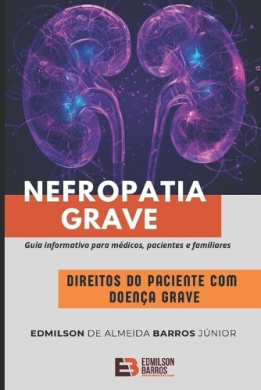 NEFROPATIA
GRAVE
Guia informativo para médicos, pacientes e familiares
DIREITOS DO PACIENTE COM
DOENÇA GRAVE
EDMILSON DE ALMEIDA BARROS JÚNIOR
EB
EDMILSON
BARROS